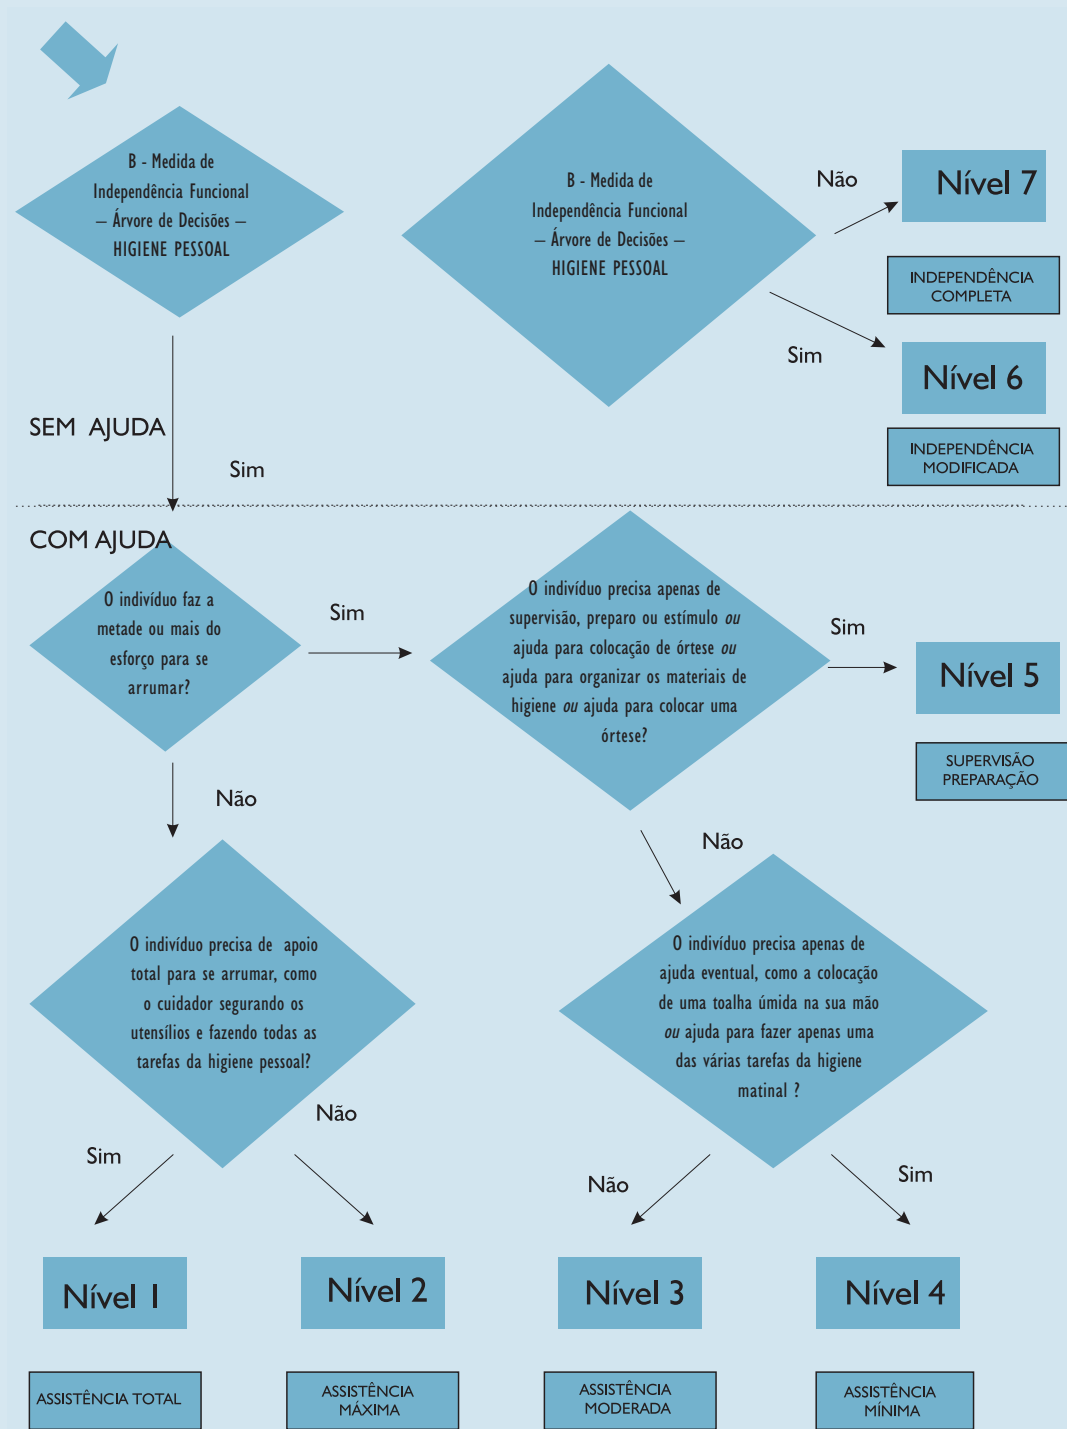 B - Medida de
Independência Funcional
– Árvore de Decisões –
HIGIENE PESSOAL
B - Medida de
Independência Funcional
– Árvore de Decisões –
HIGIENE PESSOAL
Não
Nível 7
INDEPENDÊNCIA
COMPLETA
Sim
Nível 6
INDEPENDÊNCIA
MODIFICADA
SEM AJUDA
Sim
COM AJUDA
O indivíduo faz a
metade ou mais do
esforço para se
arrumar?
Sim
O indivíduo precisa apenas de
supervisão, preparo ou estímulo ou
ajuda para colocação de órtese ou
ajuda para organizar os materiais de
higiene ou ajuda para colocar uma
órtese?
Sim
Nível 5
SUPERVISÃO
PREPARAÇÃO
Não
Não
O indivíduo precisa de apoio
total para se arrumar, como
o cuidador segurando os
utensílios e fazendo todas as
tarefas da higiene pessoal?
O indivíduo precisa apenas de
ajuda eventual, como a colocação
de uma toalha úmida na sua mão
ou ajuda para fazer apenas uma
das várias tarefas da higiene
matinal ?
Sim
Não
Não
Sim
Nível 1
Nível 2
Nível 3
Nível 4
ASSISTÊNCIA TOTAL
ASSISTÊNCIA
MÁXIMA
ASSISTÊNCIA
MODERADA
ASSISTÊNCIA
MÍNIMA